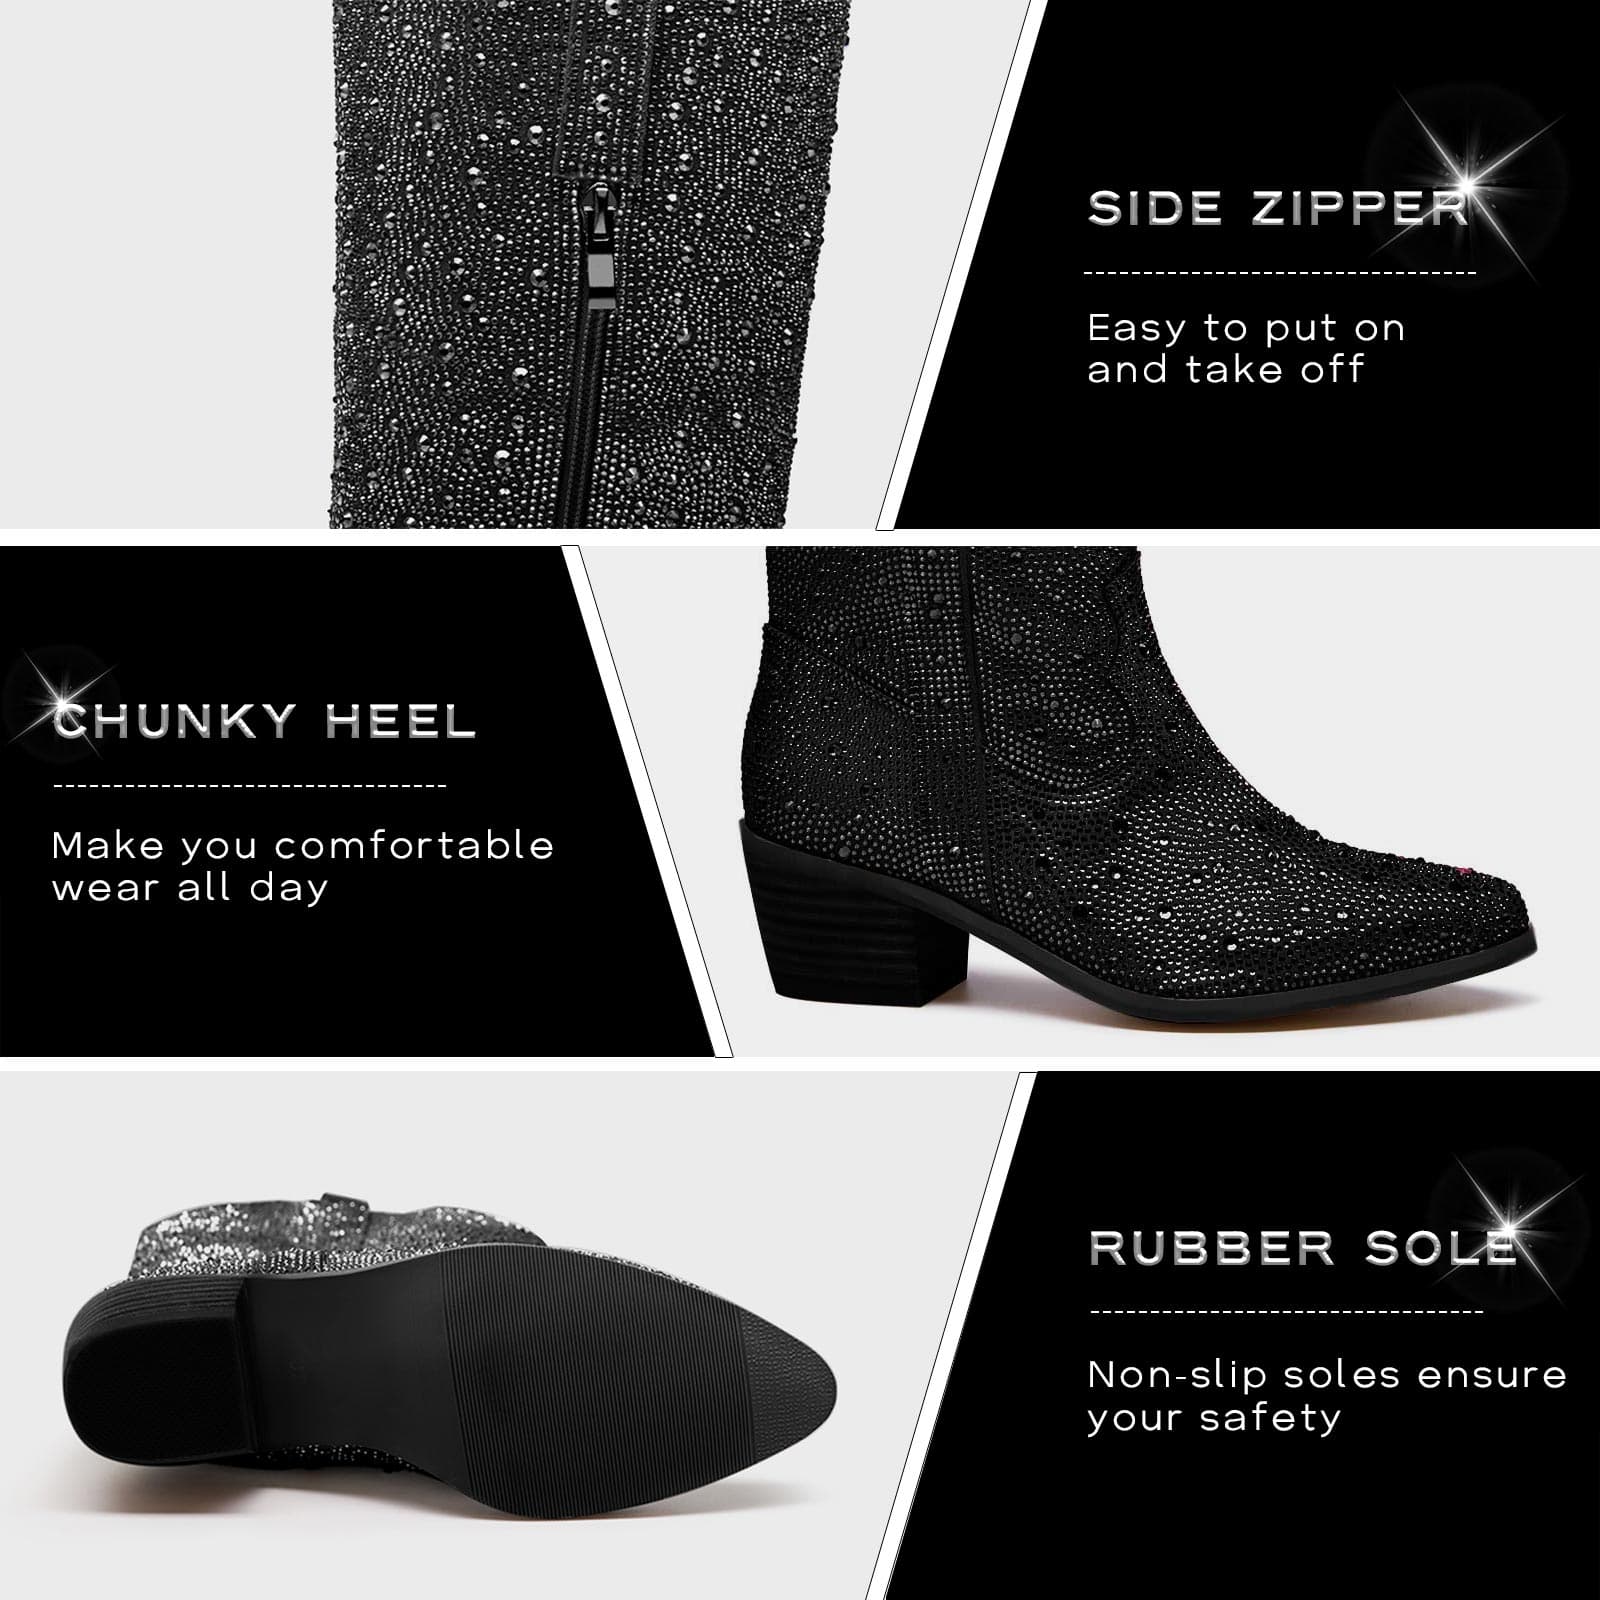 SIDE ZIPPER
Easy to put on
and take off
CHUNKY HEEL
Make you comfortable
wear all day
RUBBER SOLE
Non-slip soles ensure
your safety